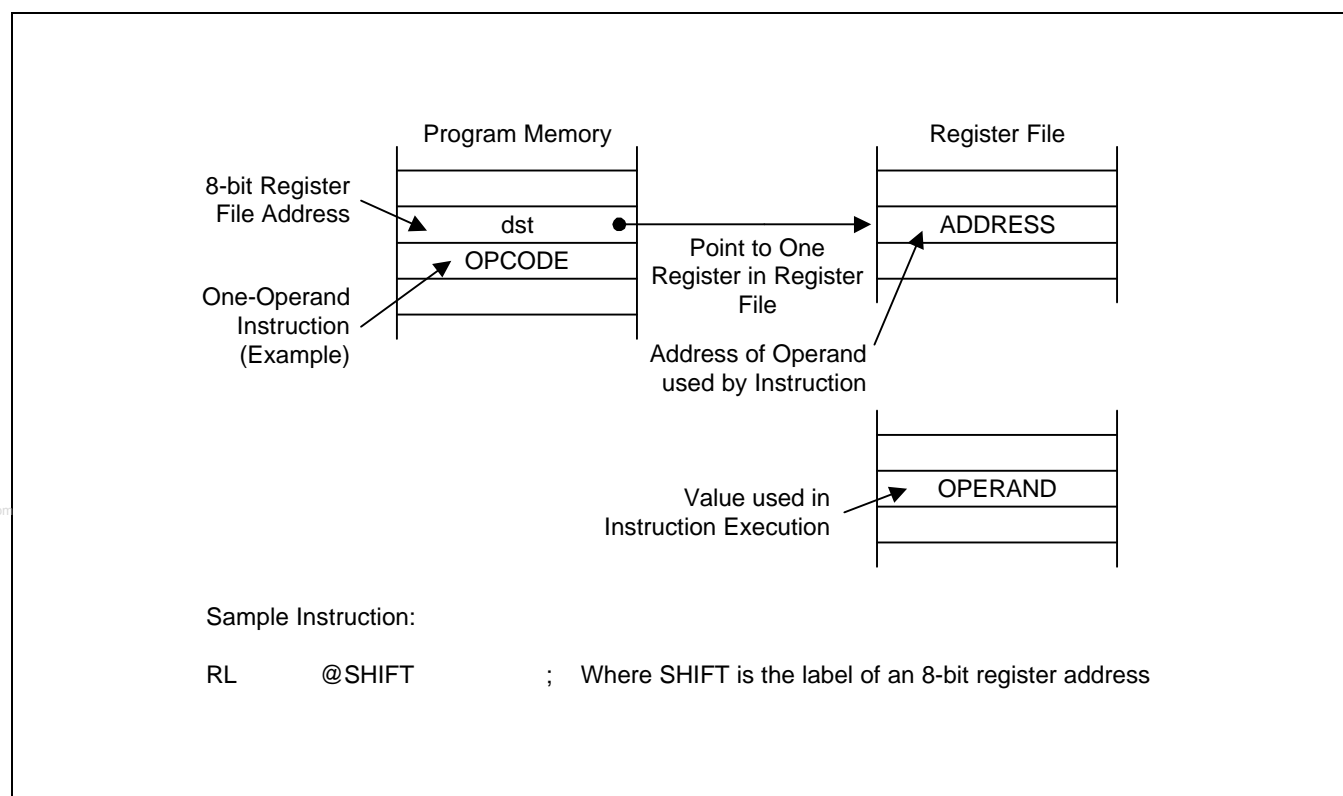 Program Memory
Register File
8-bit Register
File Address
dst
ADDRESS
OPCODE
Point to One
Register in Register
File
One-Operand
Instruction
(Example)
Address of Operand
used by Instruction
OPERAND
Value used in
Instruction Execution
Sample Instruction:
RL @SHIFT ; Where SHIFT is the label of an 8-bit register address